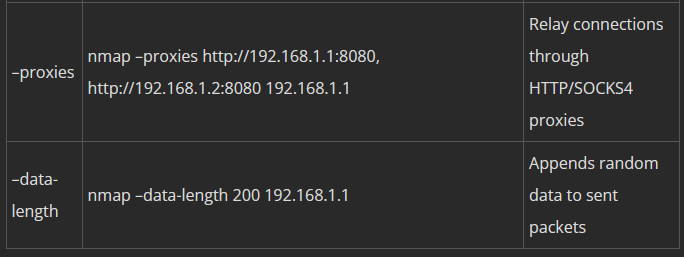 –proxies
nmap –proxies http://192.168.1.1:8080,
http://192.168.1.2:8080 192.168.1.1
Relay connections
through
HTTP/SOCKS4
proxies
–data-
length
nmap –data-length 200 192.168.1.1
Appends random
data to sent
packets